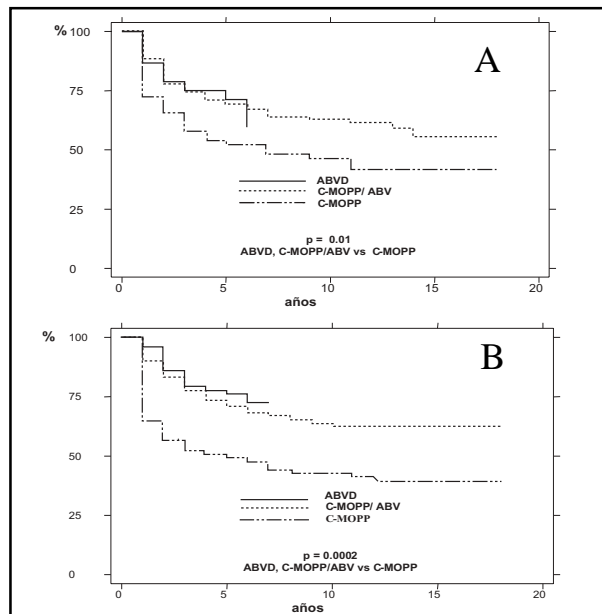 %
A
100
75
50
25
0
ABVD
C-MOPP/ ABV
C-MOPP
p = 0.01
ABVD, C-MOPP/ABV vs C-MOPP
0 5 10 15 20
años
%
B
100
75
50
25
0
ABVD
C-MOPP/ ABV
C-MOPP
p = 0.0002
ABVD, C-MOPP/ABV vs C-MOPP
0 5 10 15 20
años